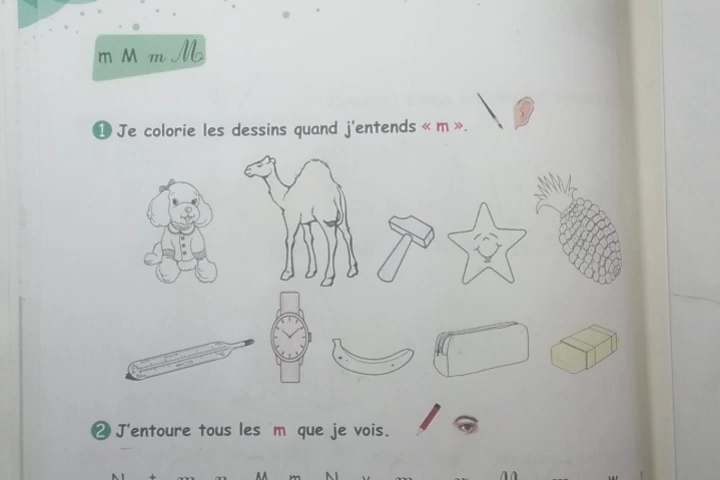 m M m M
1 Je colorie les dessins quand j'entends « m ».
2 J'entoure tous les m que je vois.